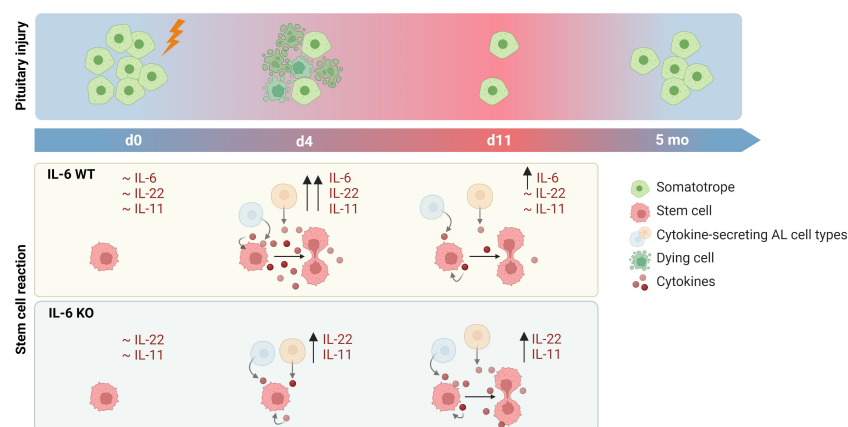 Pituitary injury
d0
d4
d11
5 mo
Stem cell reaction
IL-6 WT
~ IL-6
~ IL-22
~ IL-11
IL-6
IL-22
IL-11
IL-6
~ IL-22
~ IL-11
IL-6 KO
~ IL-22
~ IL-11
IL-22
IL-11
IL-22
IL-11
Somatotrope
Stem cell
Cytokine-secreting AL cell types
Dying cell
Cytokines